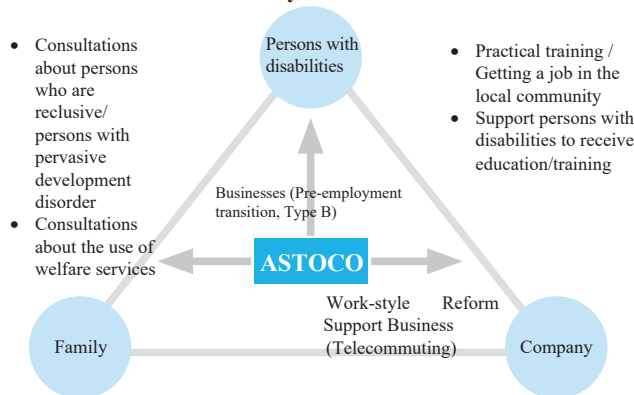 Persons with
disabilities
• Consultations
about persons
who are
reclusive/
persons with
pervasive
development
disorder
• Consultations
about the use of
welfare services
• Practical training /
Getting a job in the
local community
• Support persons with
disabilities to receive
education/training
Businesses (Pre-employment
transition, Type B)
ASTOCO
Work-style Reform
Support Business
(Telecommuting)
Family
Company